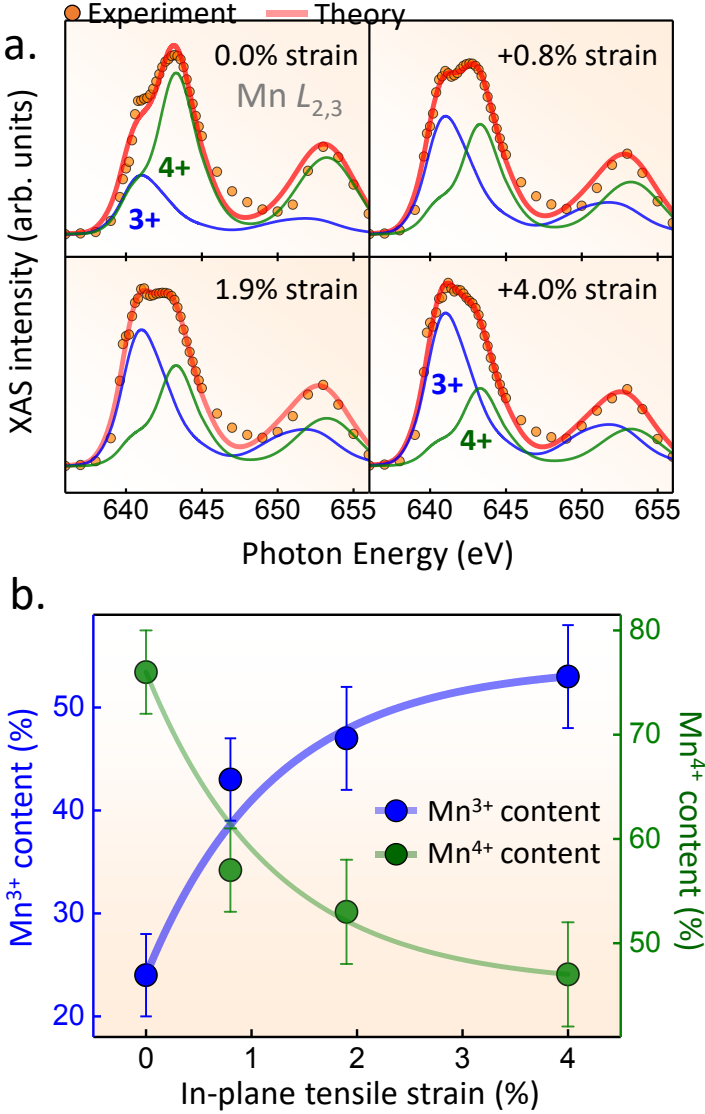 Experiment Theory
a.
0.0% strain
Mn L2,3
4+
3+
+0.8% strain
1.9% strain
+4.0% strain
3+
4+
XAS intensity (arb. units)
640 645 650 655 640 645 650 655
Photon Energy (eV)
b.
80
70
60
50
50
40
30
20
Mn³⁺ content (%)
Mn⁴⁺ content (%)
Mn³⁺ content
Mn⁴⁺ content
0 1 2 3 4
In-plane tensile strain (%)